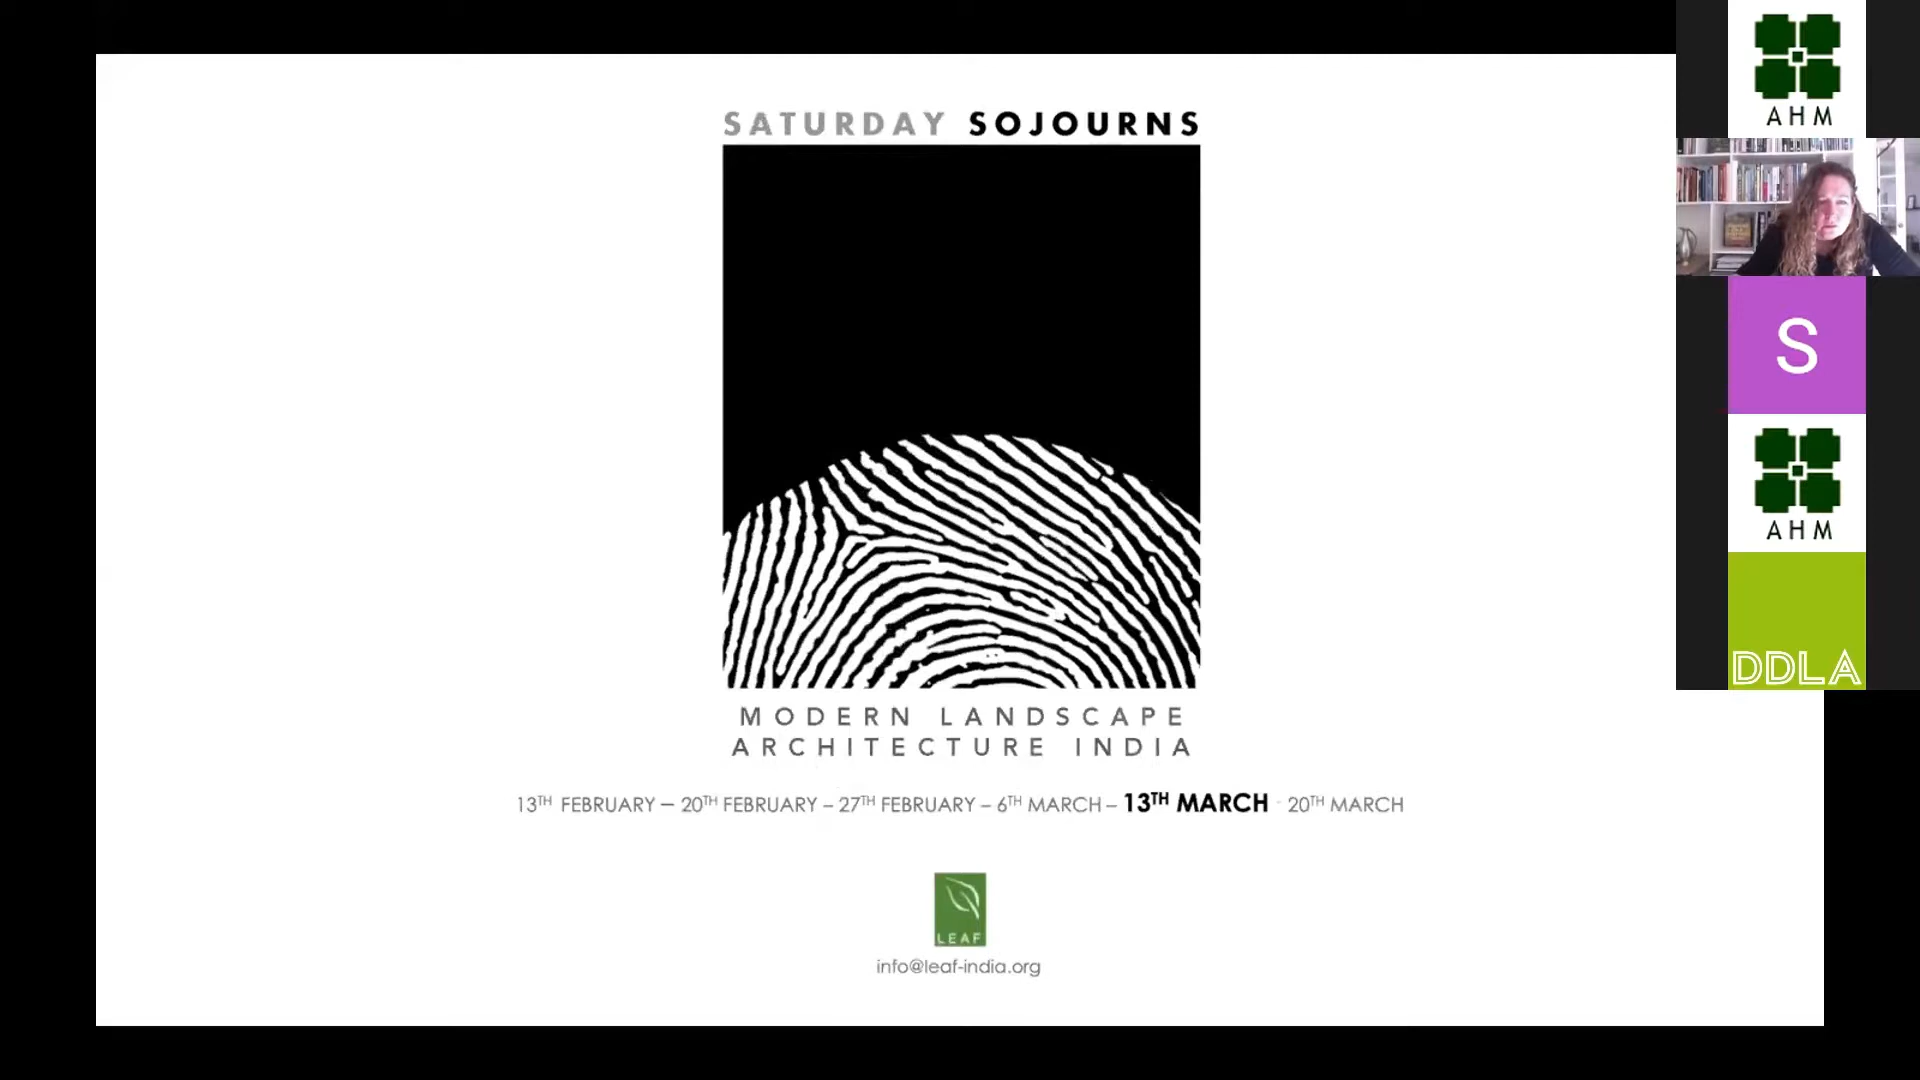 SATURDAY SOJOURNS
MODERN LANDSCAPE
ARCHITECTURE INDIA
13TH FEBRUARY – 20TH FEBRUARY – 27TH FEBRUARY – 6TH MARCH – 13TH MARCH - 20TH MARCH
LEAF
info@leaf-india.org
AHM
S
AHM
DDLA